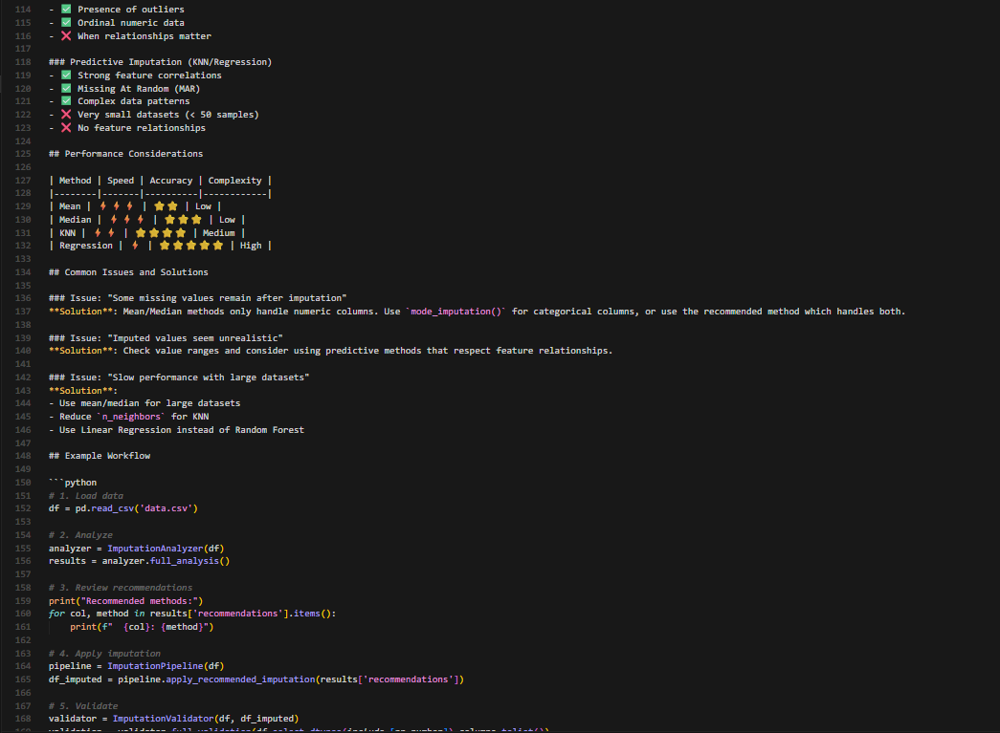 114 - ✅ Presence of outliers
115 - ✅ Ordinal numeric data
116 - ❌ When relationships matter
117
118 ### Predictive Imputation (KNN/Regression)
119 - ✅ Strong feature correlations
120 - ✅ Missing At Random (MAR)
121 - ✅ Complex data patterns
122 - ❌ Very small datasets (< 50 samples)
123 - ❌ No feature relationships
124
125 ## Performance Considerations
126
127 | Method | Speed | Accuracy | Complexity |
128 |--------|-------|----------|------------|
129 | Mean | ⚡⚡⚡ | ⭐⭐ | Low |
130 | Median | ⚡⚡⚡ | ⭐⭐⭐ | Low |
131 | KNN | ⚡⚡ | ⭐⭐⭐⭐ | Medium |
132 | Regression | ⚡ | ⭐⭐⭐⭐⭐ | High |
133
134 ## Common Issues and Solutions
135
136 ### Issue: "Some missing values remain after imputation"
137 **Solution**: Mean/Median methods only handle numeric columns. Use `mode_imputation()` for categorical columns, or use the recommended method which handles both.
138
139 ### Issue: "Imputed values seem unrealistic"
140 **Solution**: Check value ranges and consider using predictive methods that respect feature relationships.
141
142 ### Issue: "Slow performance with large datasets"
143 **Solution**:
144 - Use mean/median for large datasets
145 - Reduce `n_neighbors` for KNN
146 - Use Linear Regression instead of Random Forest
147
148 ## Example Workflow
149
150 ```python
151 # 1. Load data
152 df = pd.read_csv('data.csv')
153
154 # 2. Analyze
155 analyzer = ImputationAnalyzer(df)
156 results = analyzer.full_analysis()
157
158 # 3. Review recommendations
159 print("Recommended methods:")
160 for col, method in results['recommendations'].items():
161     print(f"  {col}: {method}")
162
163 # 4. Apply imputation
164 pipeline = ImputationPipeline(df)
165 df_imputed = pipeline.apply_recommended_imputation(results['recommendations'])
166
167 # 5. Validate
168 validator = ImputationValidator(df, df_imputed)